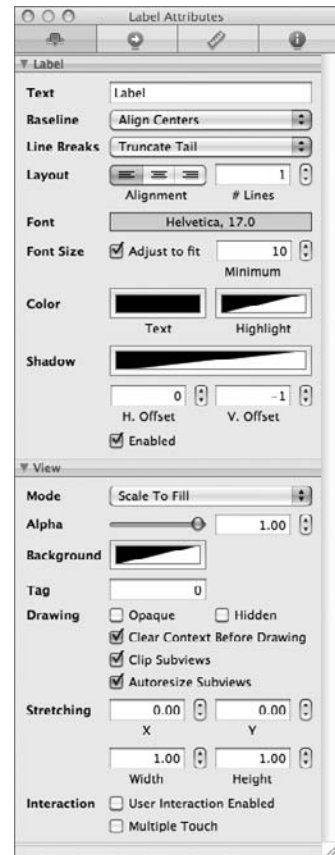 Label Attributes
Label
Text Label
Baseline Align Centers
Line Breaks Truncate Tail
Layout 1
Alignment # Lines
Font Helvetica, 17.0
Font Size Adjust to fit 10
Minimum
Color
Text Highlight
Shadow
0 -1
H. Offset V. Offset
Enabled
View
Mode Scale To Fill
Alpha 1.00
Background
Tag 0
Drawing Opaque Hidden
Clear Context Before Drawing
Clip Subviews
Autoresize Subviews
Stretching 0.00 0.00
X Y
1.00 1.00
Width Height
Interaction User Interaction Enabled
Multiple Touch